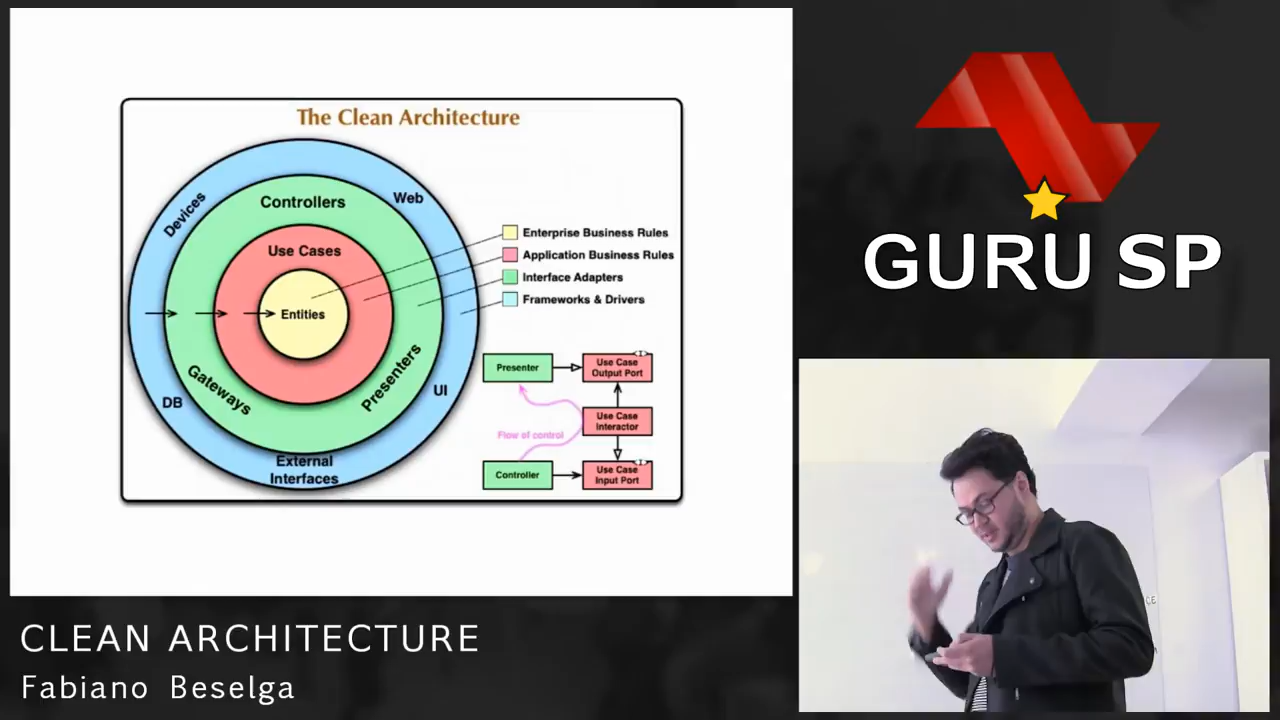 The Clean Architecture
Devices
Controllers
Web
Use Cases
Entities
Gateways
Presenters
DB
UI
External
Interfaces
Enterprise Business Rules
Application Business Rules
Interface Adapters
Frameworks & Drivers
Presenter
Use Case
Output Port
Use Case
Interactor
Flow of control
Controller
Use Case
Input Port
GURU SP
CLEAN ARCHITECTURE
Fabiano Beselga